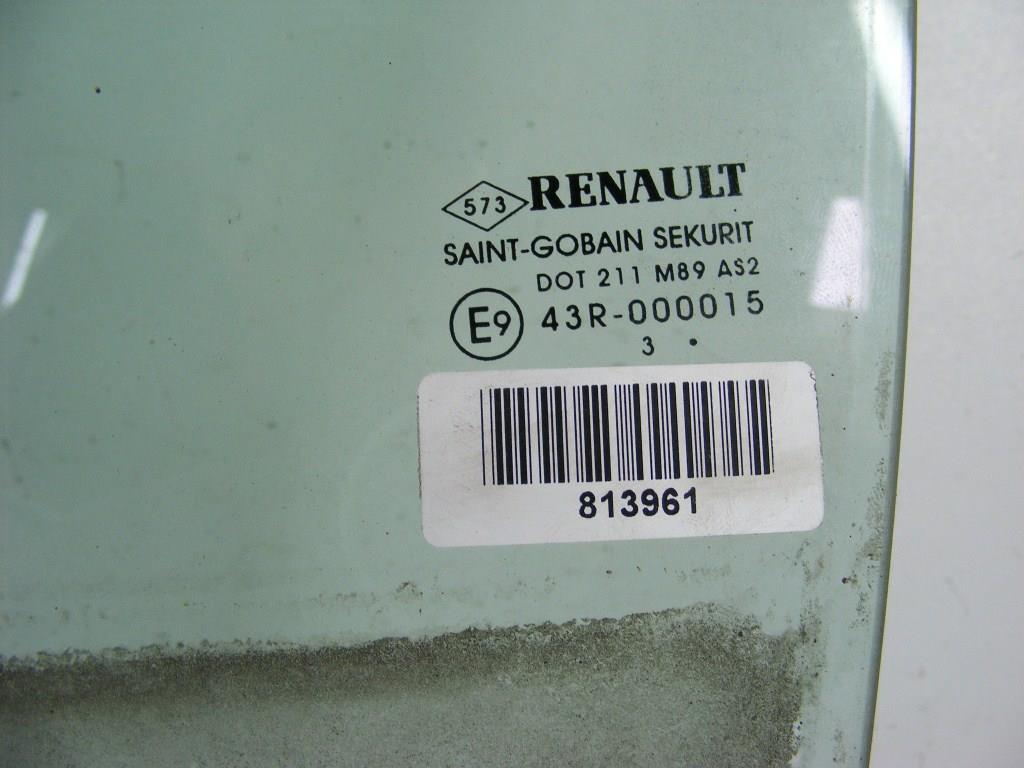 573 RENAULT
SAINT-GOBAIN SEKURIT
DOT 211 M89 AS2
E9 43R-000015
3 •
813961